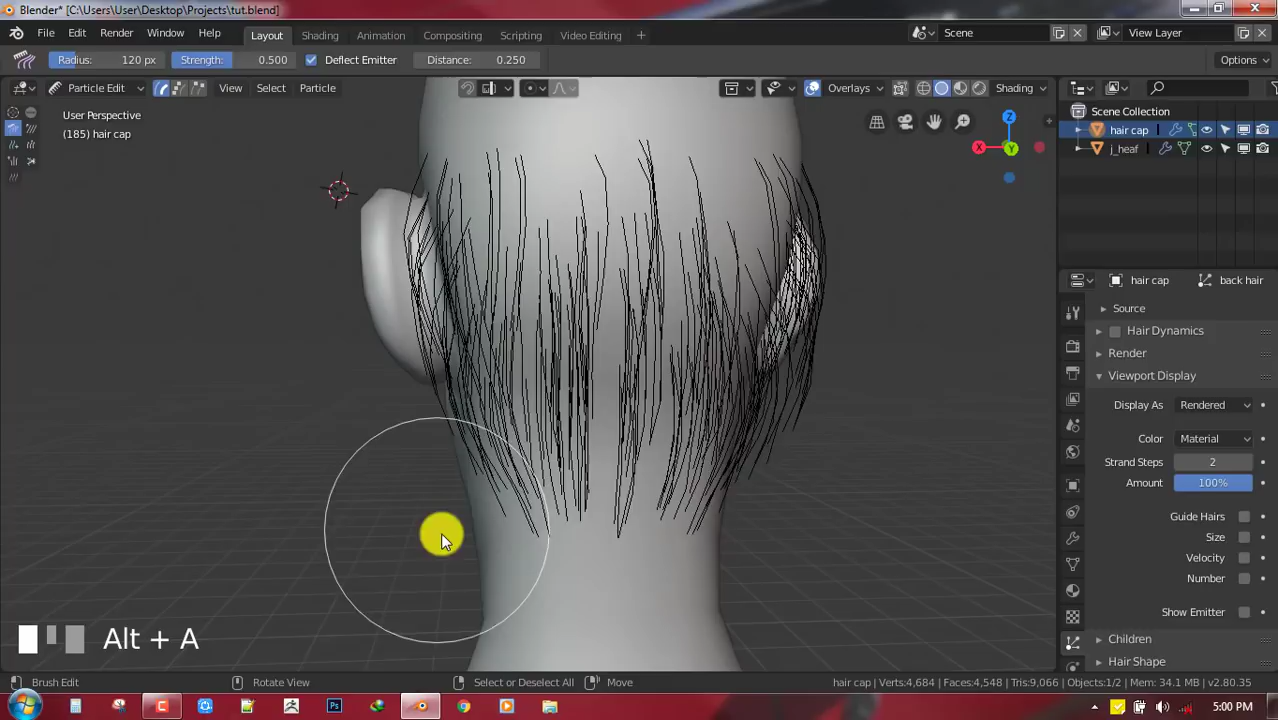 Blender* [C:\Users\User\Desktop\Projects\tut.blend]
File Edit Render Window Help Layout Shading Animation Compositing Scripting Video Editing + Scene View Layer
Radius: 120 px Strength: 0.500 Deflect Emitter Distance: 0.250 Options
Particle Edit View Select Particle Overlays Shading
User Perspective
(185) hair cap
Z
X
Y
Scene Collection
hair cap
j_heaf
hair cap back hair
Source
Hair Dynamics
Render
Viewport Display
Display As Rendered
Color Material
Strand Steps 2
Amount 100%
Guide Hairs
Size
Velocity
Number
Show Emitter
Children
Hair Shape
Alt + A
Brush Edit Rotate View Select or Deselect All Move hair cap | Verts:4,684 | Faces:4,548 | Tris:9,066 | Objects:1/2 | Mem: 34.1 MB | v2.80.35
Ps
5:00 PM